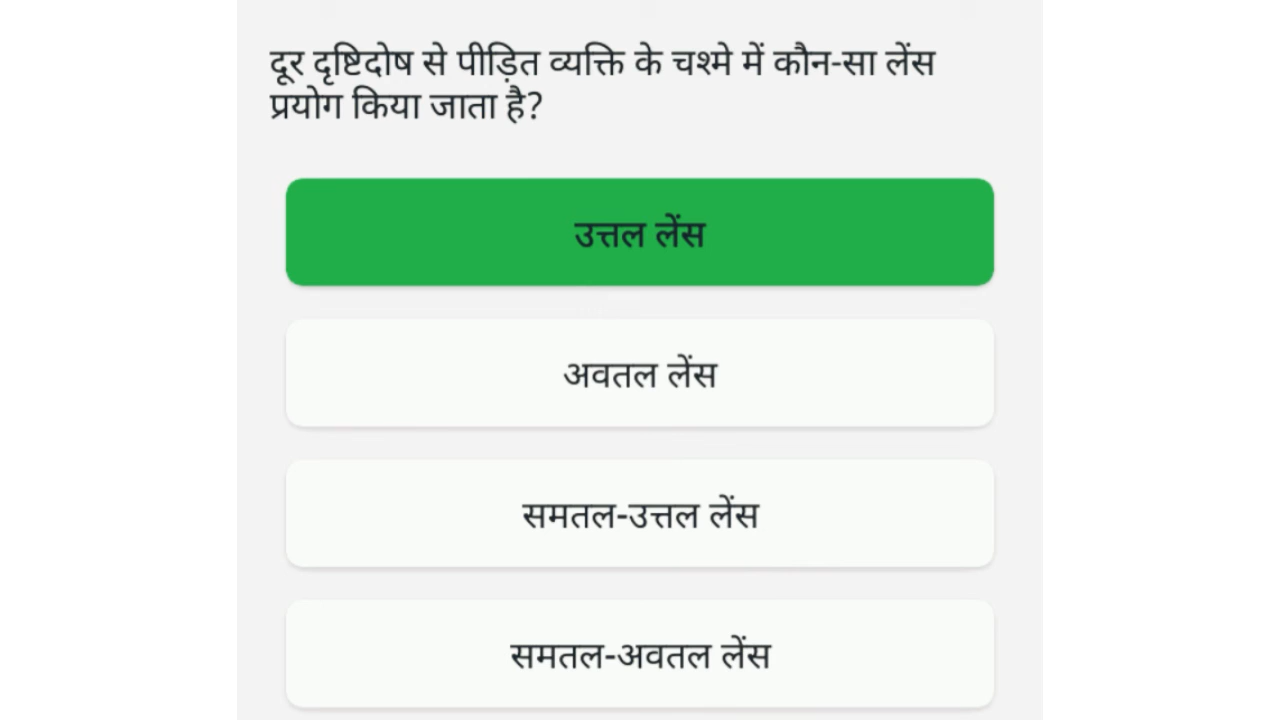 दूर दृष्टिदोष से पीड़ित व्यक्ति के चश्मे में कौन-सा लेंस
प्रयोग किया जाता है?
उत्तल लेंस
अवतल लेंस
समतल-उत्तल लेंस
समतल-अवतल लेंस